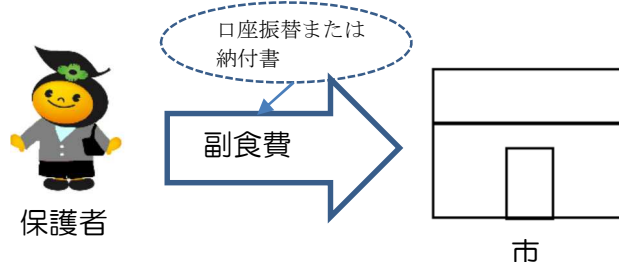 口座振替または
納付書
副食費
保護者
市